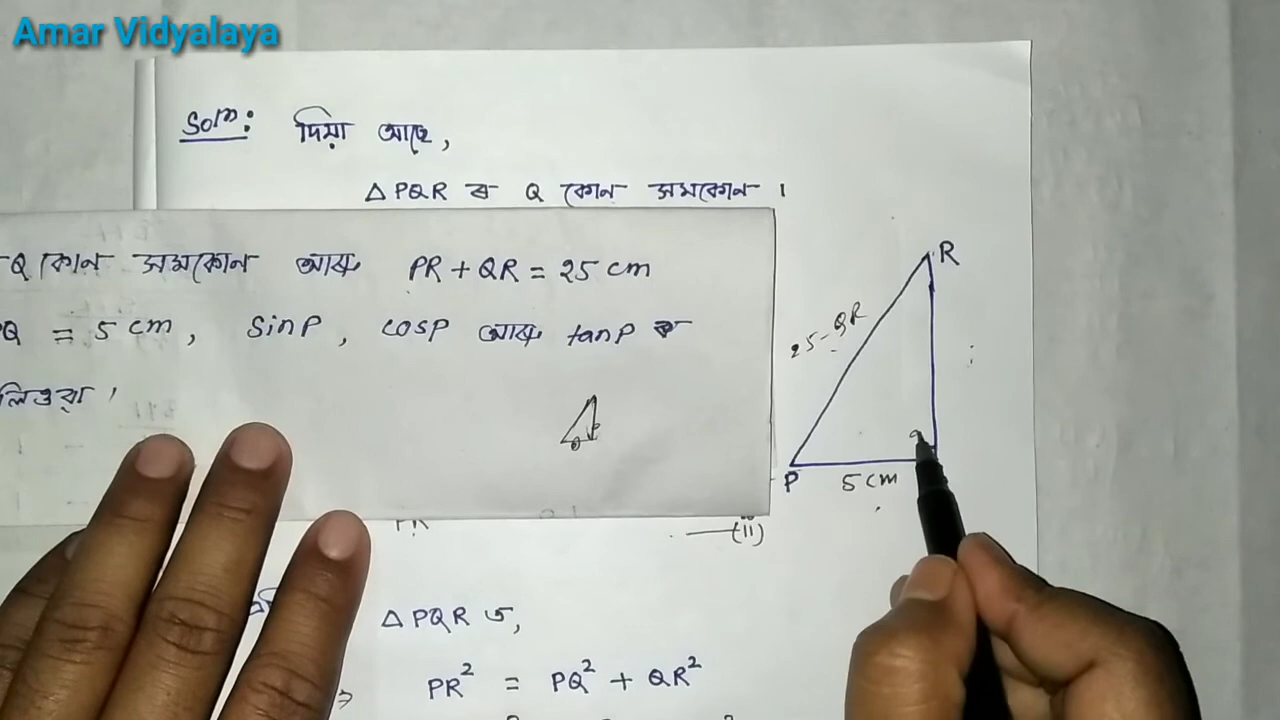 Amar Vidyalaya
Solⁿ: দিয়া আছে,
△PQR ৰ Q কোন সমকোন ।
Q কোন সমকোন আৰু PR + QR = 25 cm
Q = 5 cm, sinP, cosP আৰু tanP ৰ
R
25-QR
P
5 cm
θ
(ii)
△PQR ত,
⇒ PR² = PQ² + QR²